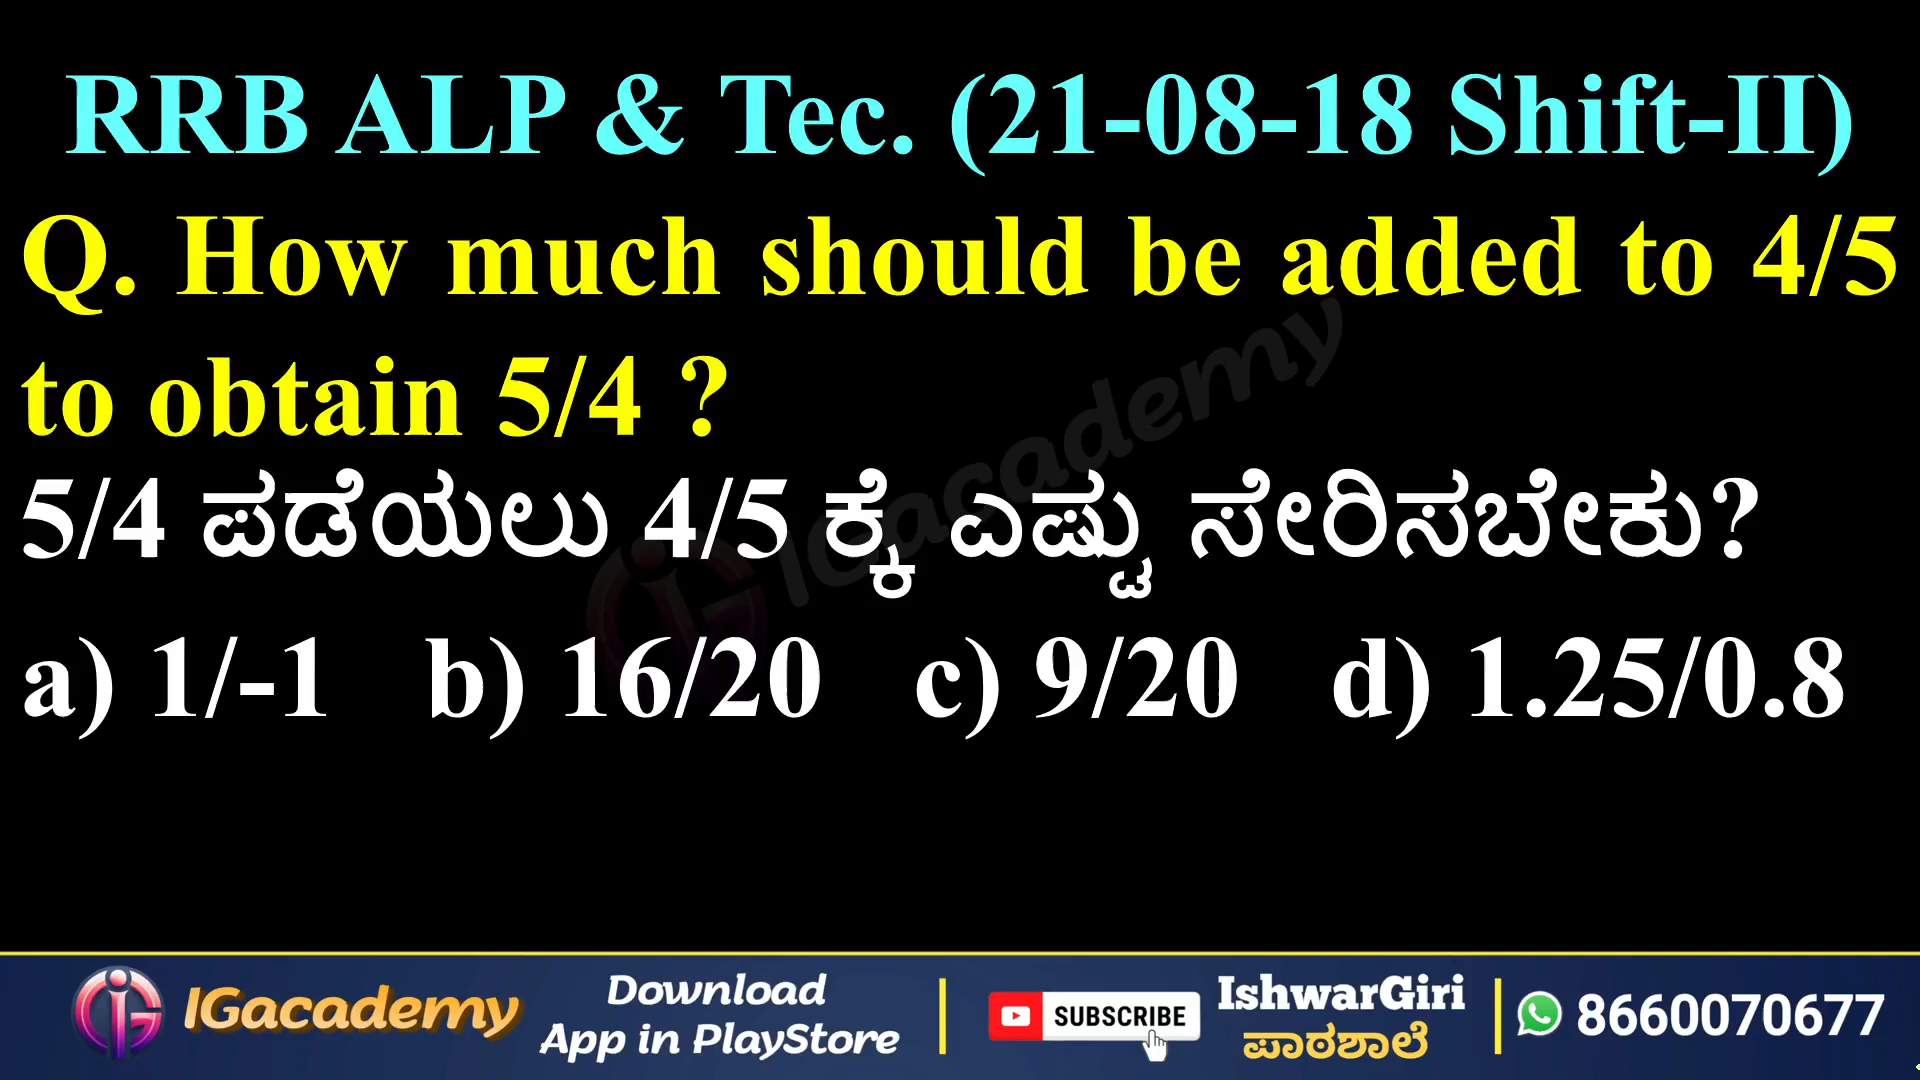 RRB ALP & Tec. (21-08-18 Shift-II)
Q. How much should be added to 4/5
to obtain 5/4 ?
5/4 ಪಡೆಯಲು 4/5 ಕ್ಕೆ ಎಷ್ಟು ಸೇರಿಸಬೇಕು?
IGacademy
a) 1/-1 b) 16/20 c) 9/20 d) 1.25/0.8
IGacademy Download App in PlayStore SUBSCRIBE IshwarGiri ಪಾಠಶಾಲೆ 8660070677